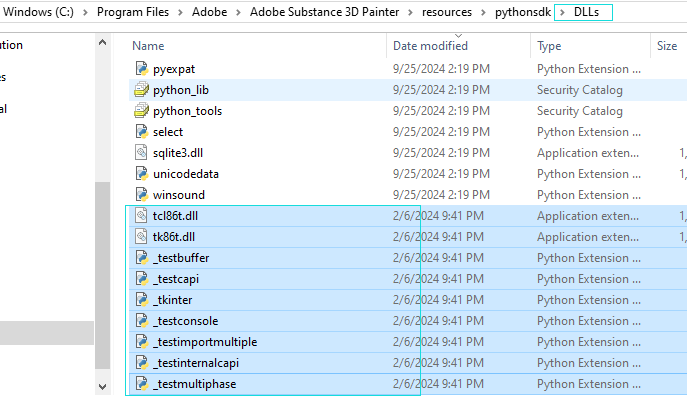 Windows (C:) > Program Files > Adobe > Adobe Substance 3D Painter > resources > pythonsdk > DLLs
Name Date modified Type Size
pyexpat 9/25/2024 2:19 PM Python Extension ...
python_lib 9/25/2024 2:19 PM Security Catalog
python_tools 9/25/2024 2:19 PM Security Catalog
select 9/25/2024 2:19 PM Python Extension ...
sqlite3.dll 9/25/2024 2:19 PM Application exten... 1,
unicodedata 9/25/2024 2:19 PM Python Extension ... 1,
winsound 9/25/2024 2:19 PM Python Extension ...
tcl86t.dll 2/6/2024 9:41 PM Application exten... 1,
tk86t.dll 2/6/2024 9:41 PM Application exten... 1,
_testbuffer 2/6/2024 9:41 PM Python Extension ...
_testcapi 2/6/2024 9:41 PM Python Extension ...
_tkinter 2/6/2024 9:41 PM Python Extension ...
_testconsole 2/6/2024 9:41 PM Python Extension ...
_testimportmultiple 2/6/2024 9:41 PM Python Extension ...
_testinternalcapi 2/6/2024 9:41 PM Python Extension ...
_testmultiphase 2/6/2024 9:41 PM Python Extension ...